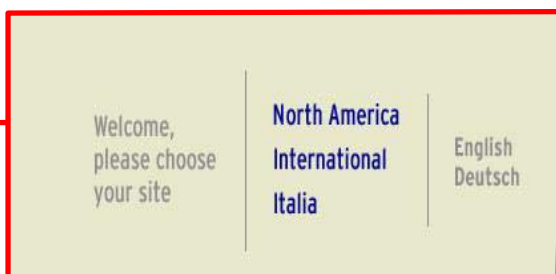 Welcome,
please choose
your site
North America
International
Italia
English
Deutsch